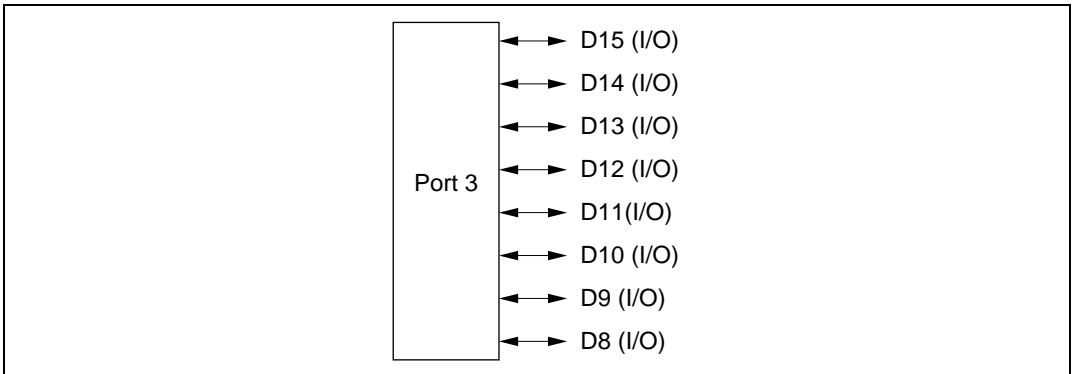 D15 (I/O)
D14 (I/O)
D13 (I/O)
D12 (I/O)
Port 3
D11(I/O)
D10 (I/O)
D9 (I/O)
D8 (I/O)